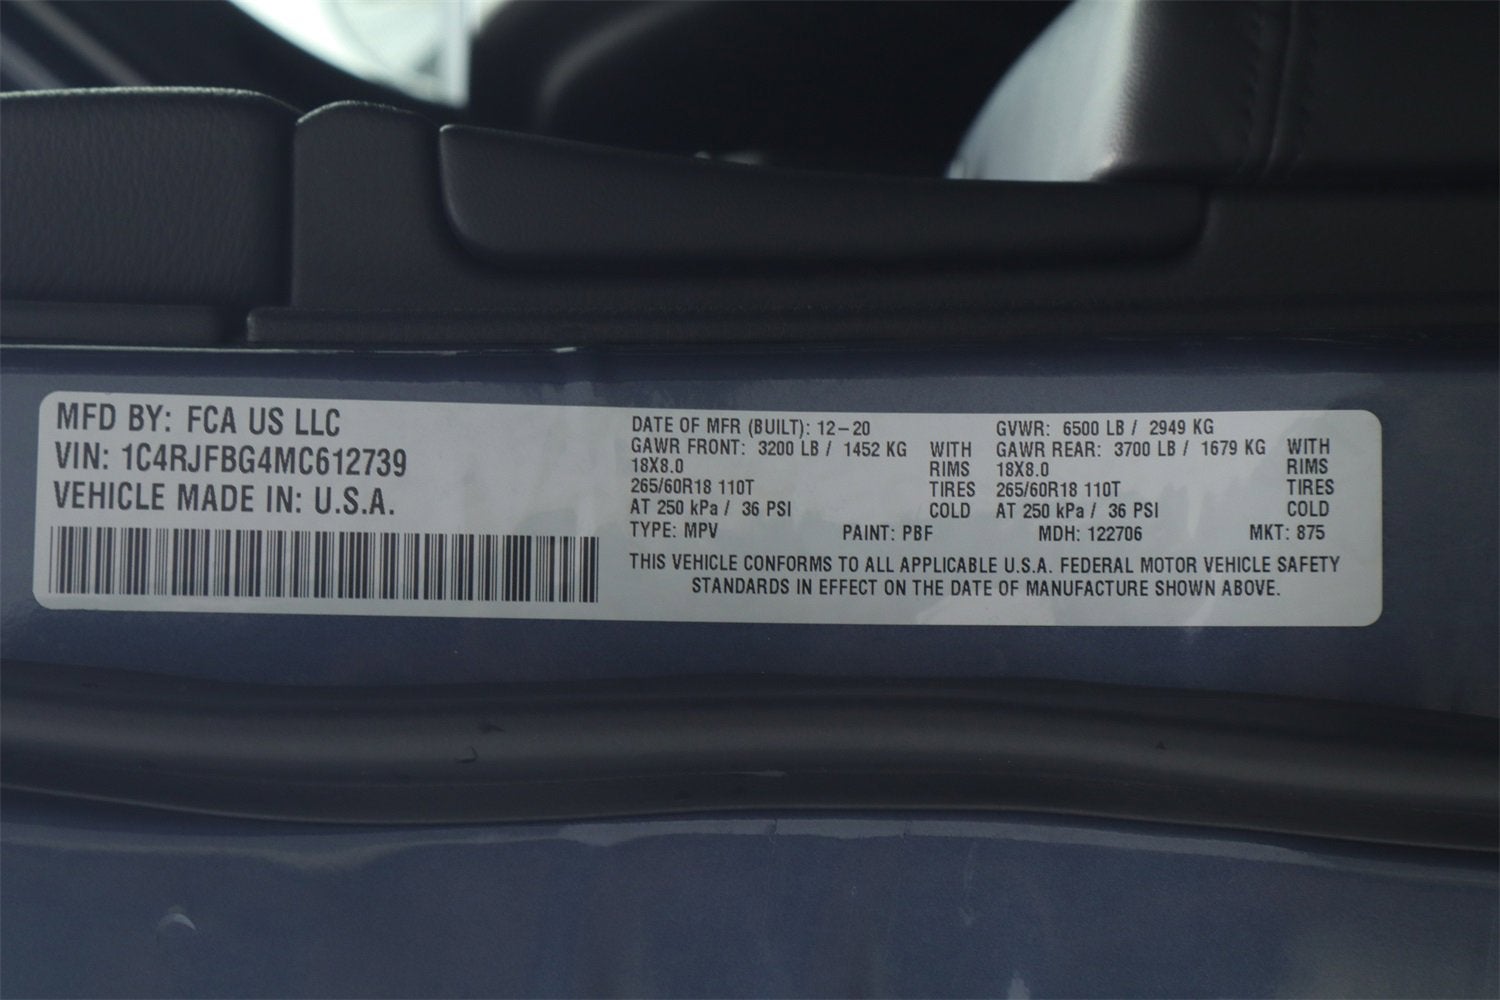 MFD BY: FCA US LLC
VIN: 1C4RJFBG4MC612739
VEHICLE MADE IN: U.S.A.
DATE OF MFR (BUILT): 12-20 GVWR: 6500 LB / 2949 KG
GAWR FRONT: 3200 LB / 1452 KG WITH GAWR REAR: 3700 LB / 1679 KG WITH
18X8.0 RIMS 18X8.0 RIMS
265/60R18 110T TIRES 265/60R18 110T TIRES
AT 250 kPa / 36 PSI COLD AT 250 kPa / 36 PSI COLD
TYPE: MPV PAINT: PBF MDH: 122706 MKT: 875
THIS VEHICLE CONFORMS TO ALL APPLICABLE U.S.A. FEDERAL MOTOR VEHICLE SAFETY
STANDARDS IN EFFECT ON THE DATE OF MANUFACTURE SHOWN ABOVE.